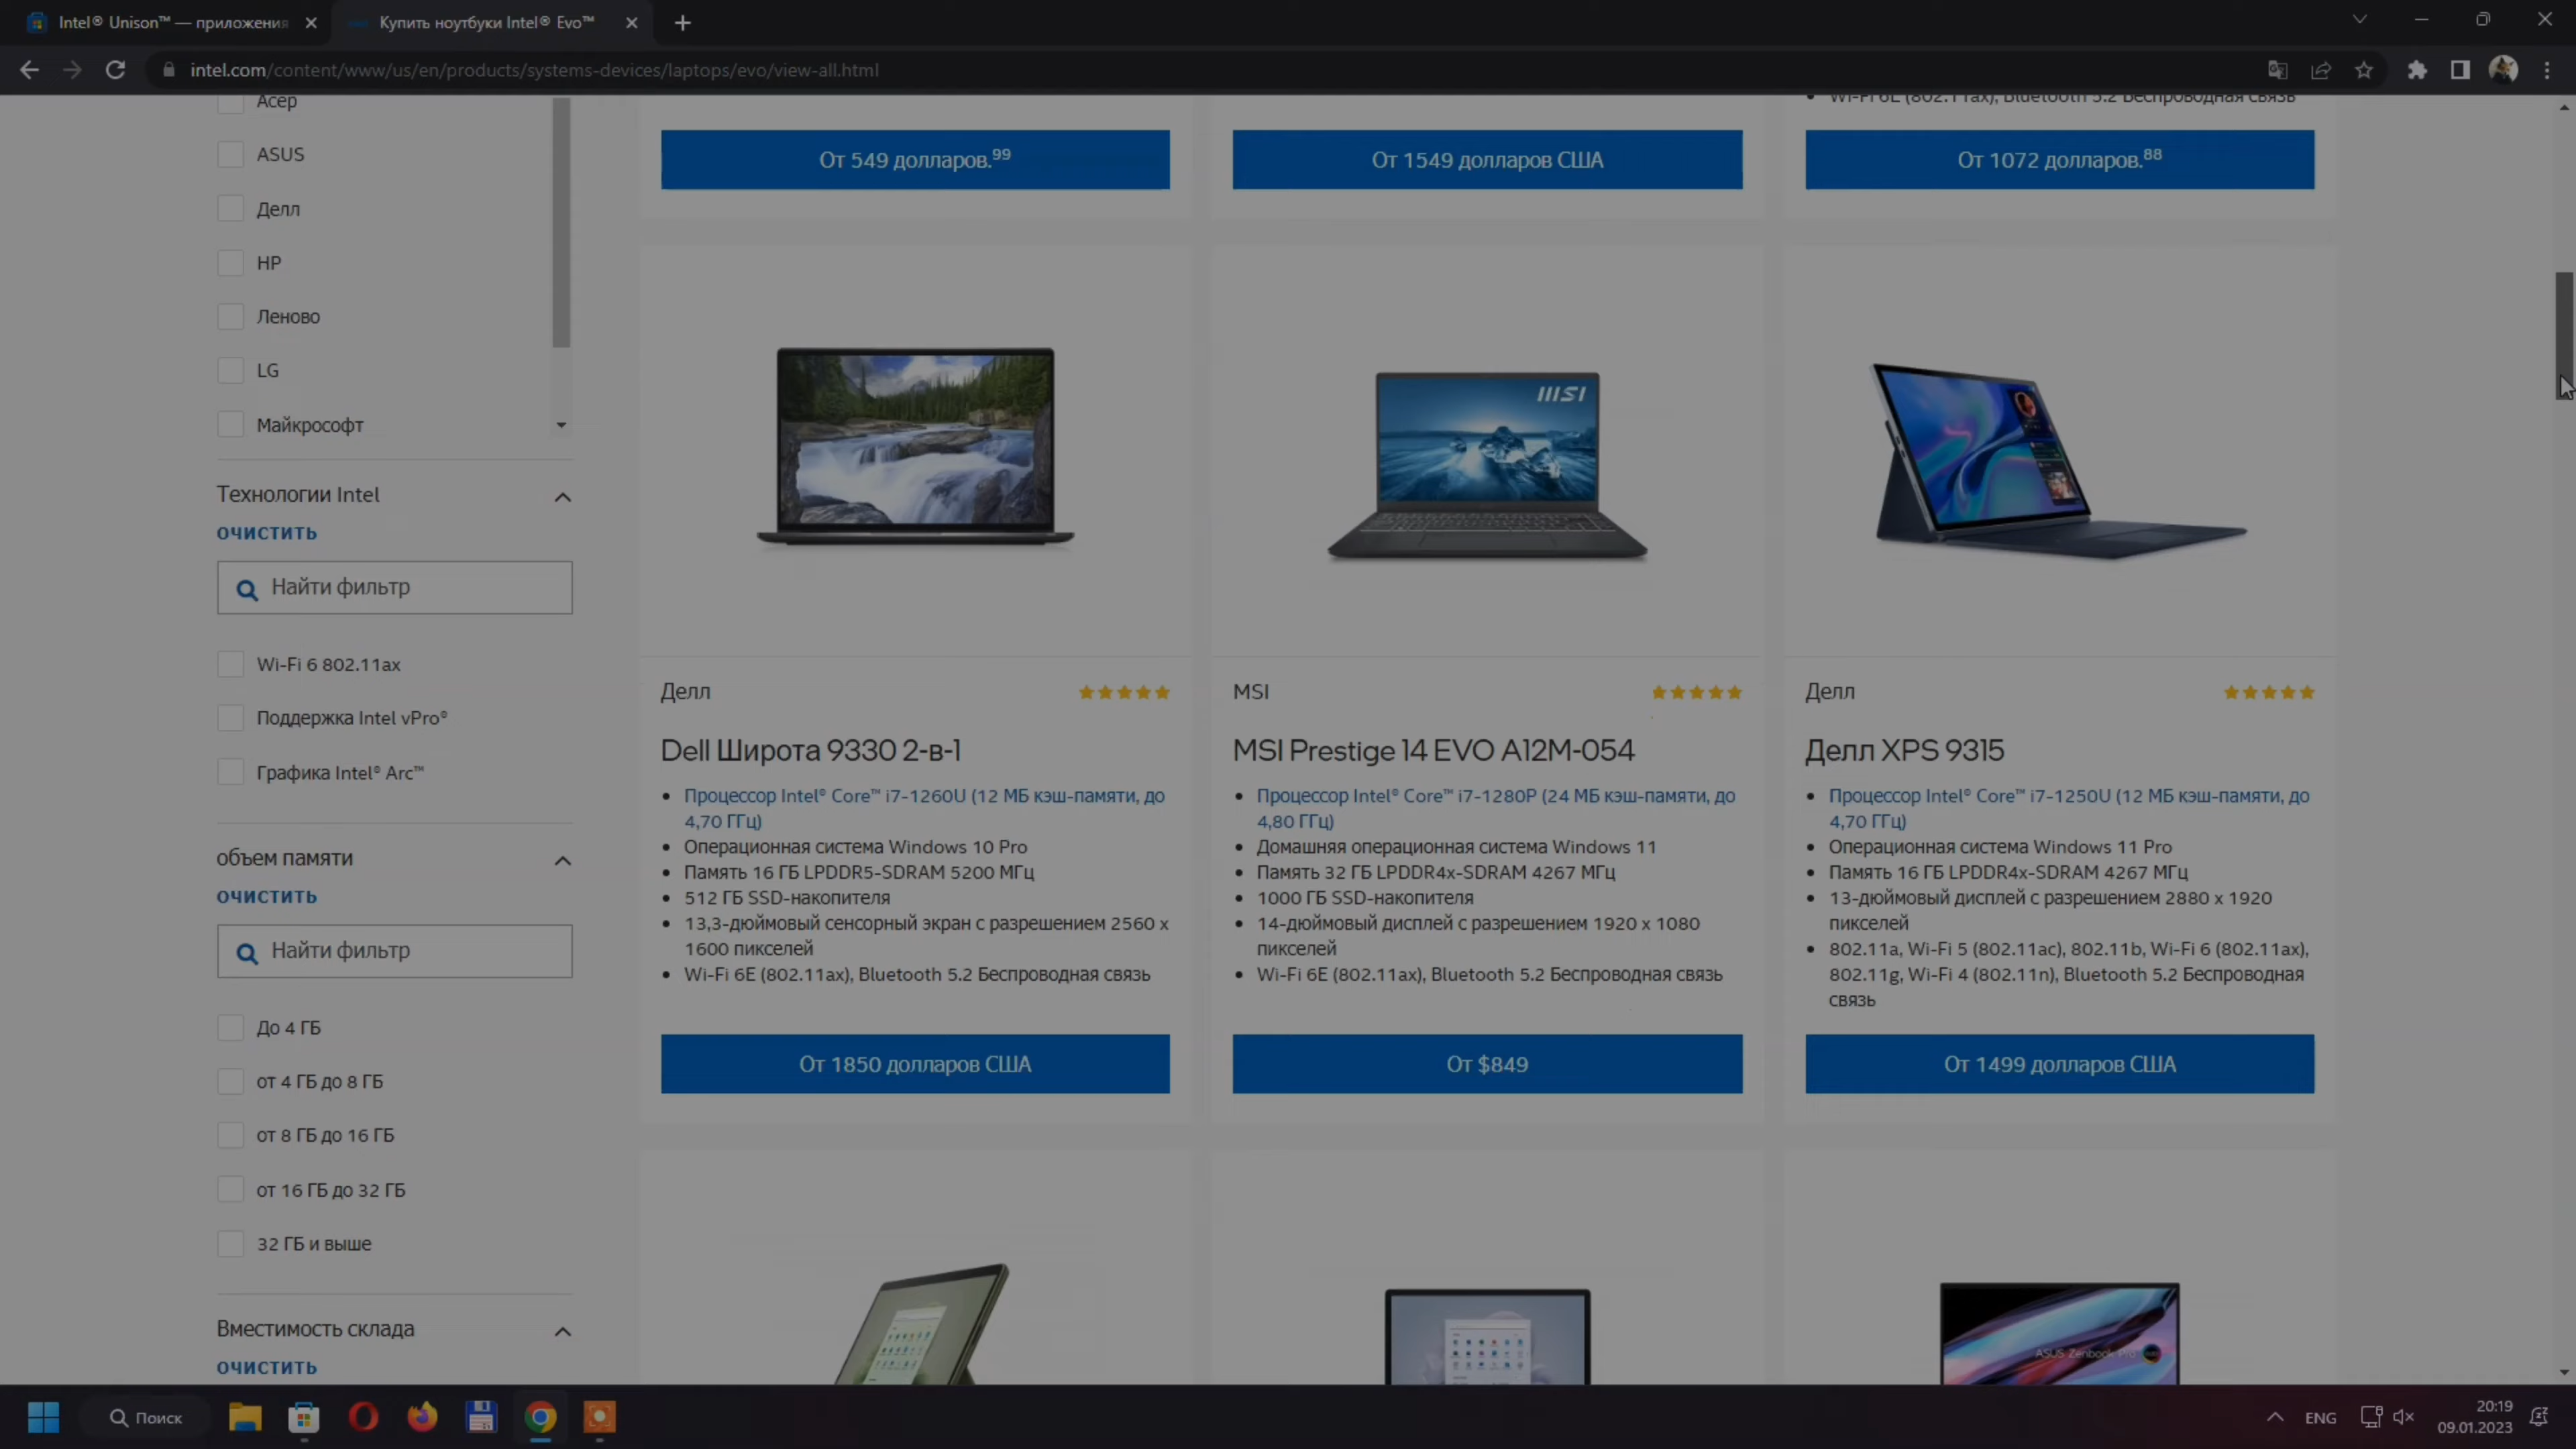 Intel® Unison™ — приложения
Купить ноутбуки Intel® Evo™
intel.com/content/www/us/en/products/systems-devices/laptops/evo/view-all.html
Асер
ASUS
Делл
HP
Леново
LG
Майкрософт
Технологии Intel
ОЧИСТИТЬ
Найти фильтр
Wi-Fi 6 802.11ax
Поддержка Intel vPro®
Графика Intel® Arc™
объем памяти
ОЧИСТИТЬ
Найти фильтр
До 4 ГБ
от 4 ГБ до 8 ГБ
от 8 ГБ до 16 ГБ
от 16 ГБ до 32 ГБ
32 ГБ и выше
Вместимость склада
ОЧИСТИТЬ
• Wi-Fi 6E (802.11ax), Bluetooth 5.2 Беспроводная связь
От 549 долларов.99
От 1549 долларов США
От 1072 долларов.88
Делл
Dell Широта 9330 2-в-1
• Процессор Intel® Core™ i7-1260U (12 МБ кэш-памяти, до
4,70 ГГц)
• Операционная система Windows 10 Pro
• Память 16 ГБ LPDDR5-SDRAM 5200 МГц
• 512 ГБ SSD-накопителя
• 13,3-дюймовый сенсорный экран с разрешением 2560 x
1600 пикселей
• Wi-Fi 6E (802.11ax), Bluetooth 5.2 Беспроводная связь
От 1850 долларов США
MSI
MSI
MSI Prestige 14 EVO A12M-054
• Процессор Intel® Core™ i7-1280P (24 МБ кэш-памяти, до
4,80 ГГц)
• Домашняя операционная система Windows 11
• Память 32 ГБ LPDDR4x-SDRAM 4267 МГц
• 1000 ГБ SSD-накопителя
• 14-дюймовый дисплей с разрешением 1920 x 1080
пикселей
• Wi-Fi 6E (802.11ax), Bluetooth 5.2 Беспроводная связь
От $849
Делл
Делл XPS 9315
• Процессор Intel® Core™ i7-1250U (12 МБ кэш-памяти, до
4,70 ГГц)
• Операционная система Windows 11 Pro
• Память 16 ГБ LPDDR4x-SDRAM 4267 МГц
• 13-дюймовый дисплей с разрешением 2880 x 1920
пикселей
• 802.11a, Wi-Fi 5 (802.11ac), 802.11b, Wi-Fi 6 (802.11ax),
802.11g, Wi-Fi 4 (802.11n), Bluetooth 5.2 Беспроводная
связь
От 1499 долларов США
ASUS Zenbook Pro
Поиск
ENG
20:19
09.01.2023